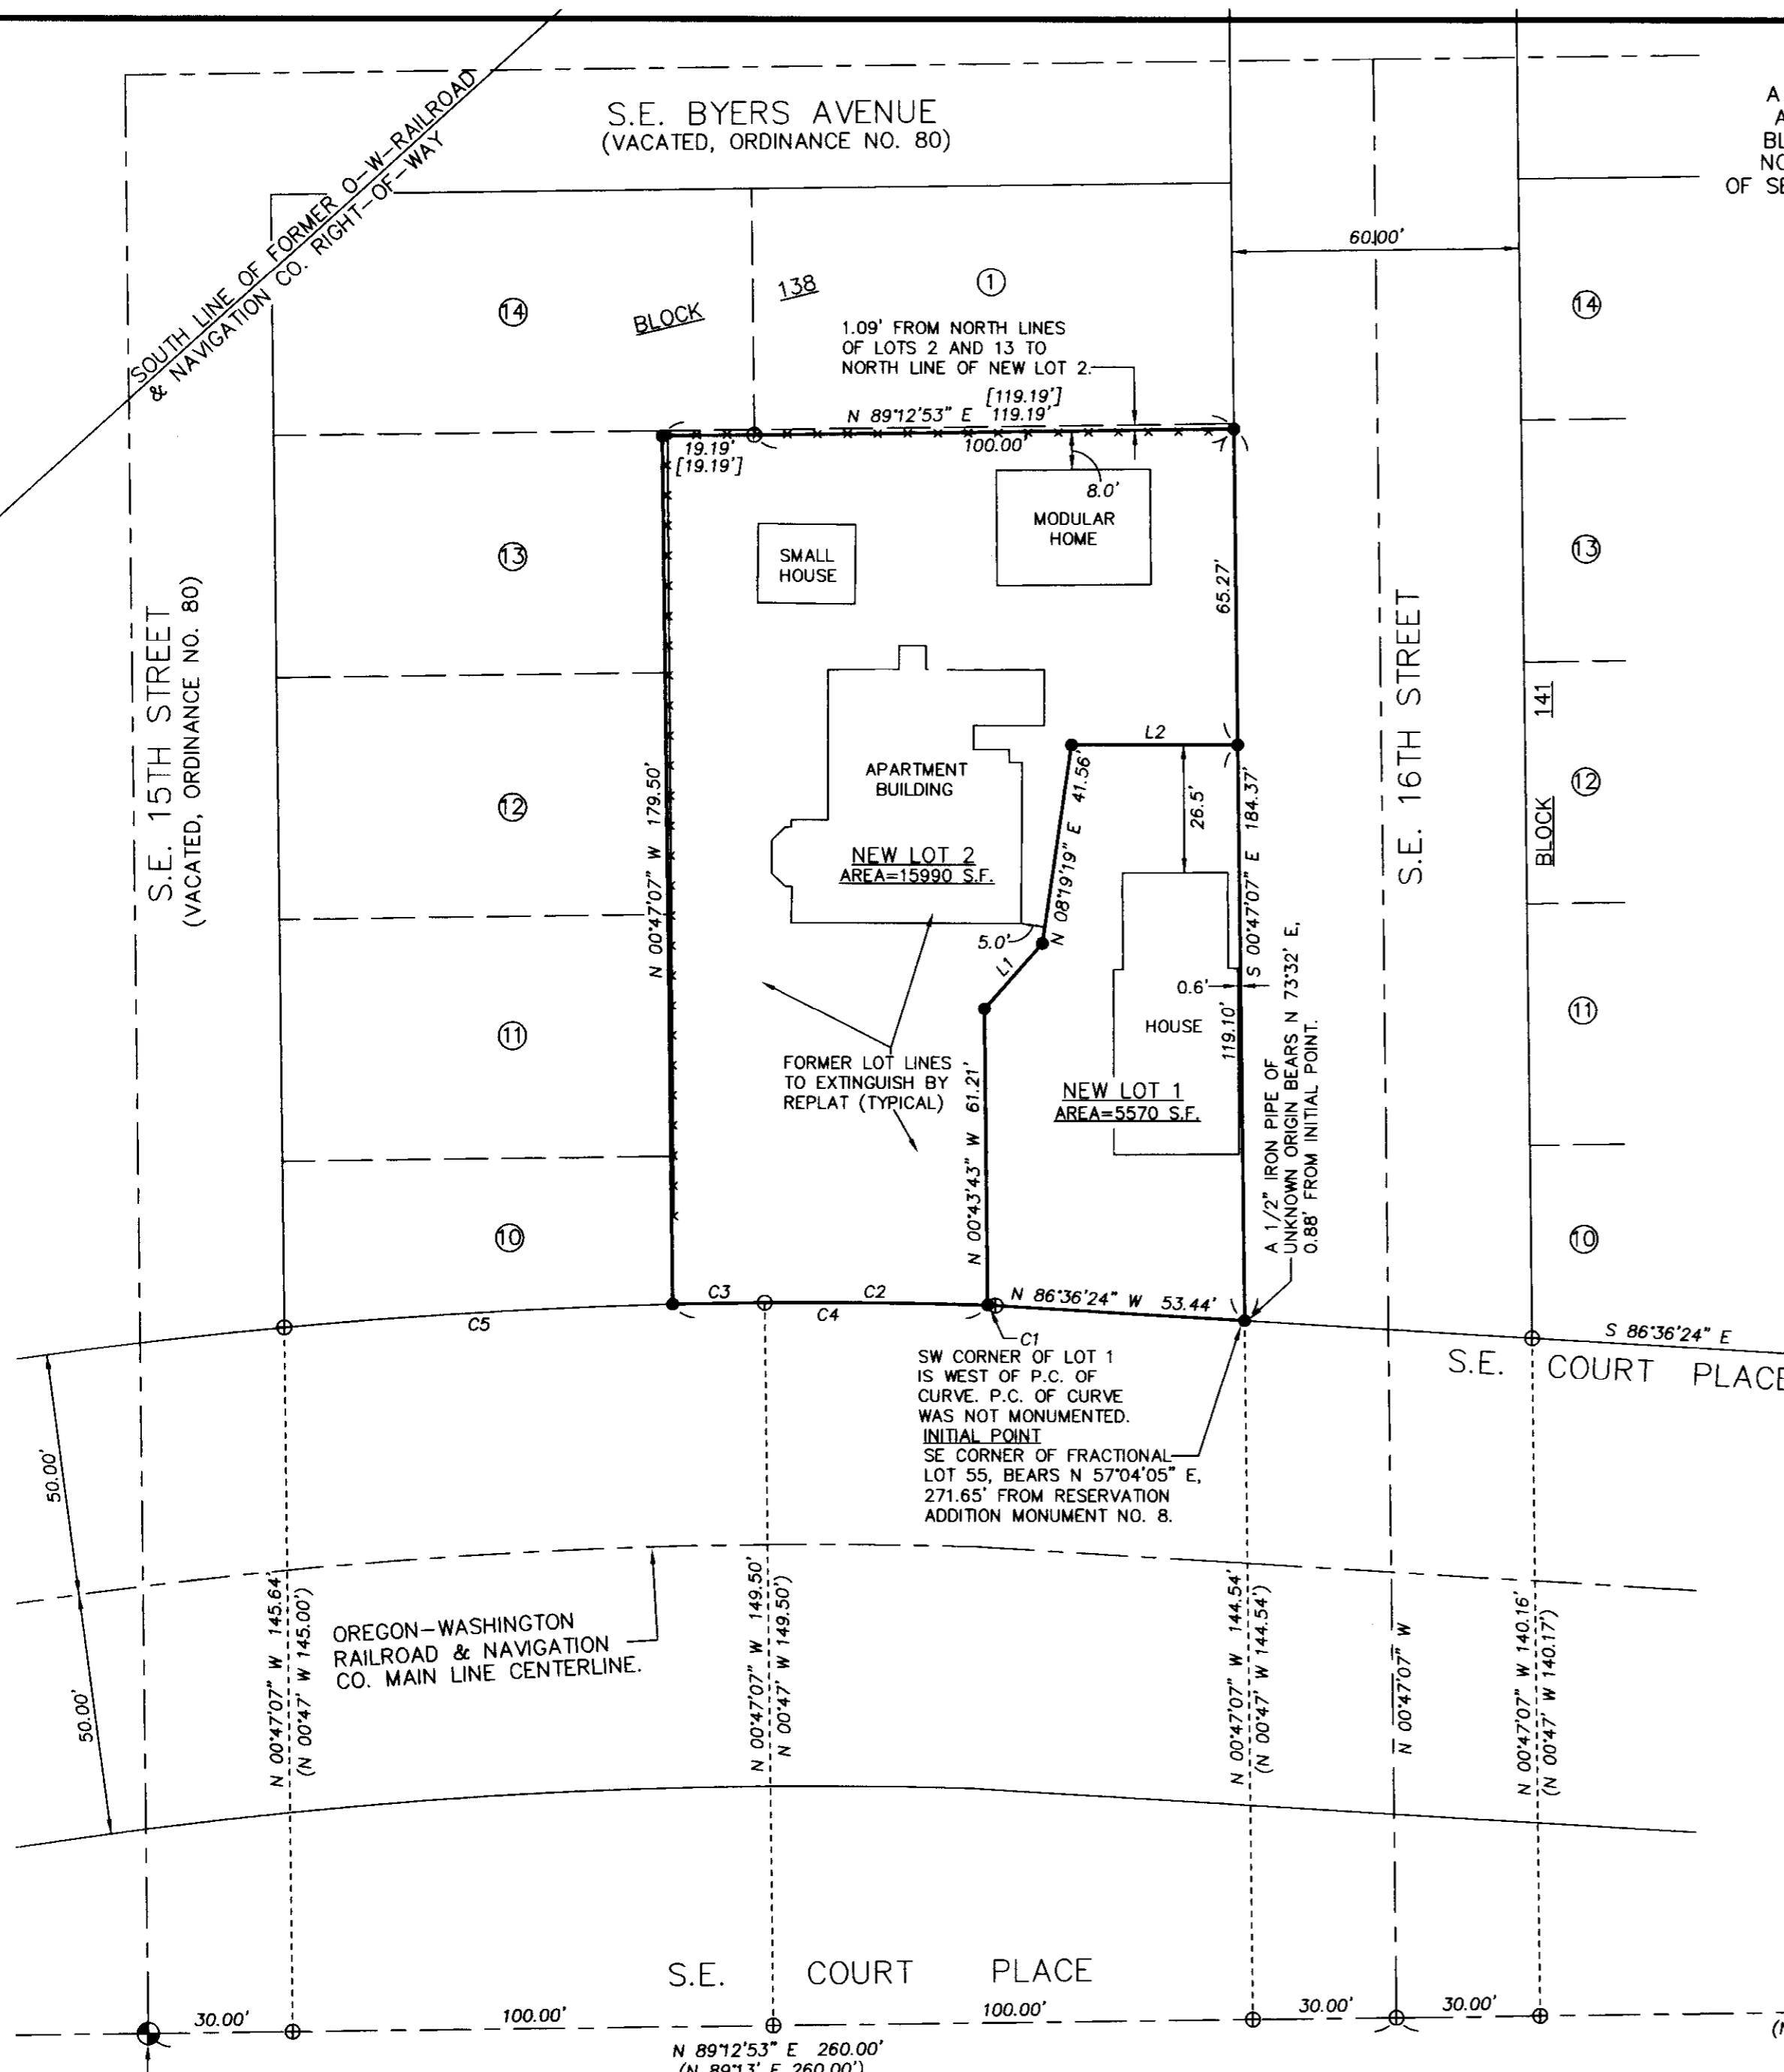 S.E. BYERS AVENUE
(VACATED, ORDINANCE NO. 80)
A
A
BL
NO
OF SE
SOUTH LINE OF FORMER O-W-RAILROAD
& NAVIGATION CO. RIGHT-OF-WAY
60.00'
14
BLOCK 138
1
14
1.09' FROM NORTH LINES
OF LOTS 2 AND 13 TO
NORTH LINE OF NEW LOT 2.
[119.19']
N 89°12'53" E 119.19'
19.19'
[19.19']
100.00'
8.0'
MODULAR
HOME
SMALL
HOUSE
13
13
65.27'
S.E. 15TH STREET
(VACATED, ORDINANCE NO. 80)
S.E. 16TH STREET
BLOCK 141
L2
N 00°47'07" W 179.50'
APARTMENT
BUILDING
12
12
NEW LOT 2
AREA=15990 S.F.
N 08°19'19" E 41.56'
26.5'
S 00°47'07" E 184.37'
5.0'
L1
0.6'
HOUSE
119.10'
11
11
FORMER LOT LINES
TO EXTINGUISH BY
REPLAT (TYPICAL)
NEW LOT 1
AREA=5570 S.F.
N 00°43'43" W 61.21'
A 1/2" IRON PIPE OF
UNKNOWN ORIGIN BEARS N 73°32' E,
0.88' FROM INITIAL POINT.
10
10
C3
C2
C4
C5
N 86°36'24" W 53.44'
S 86°36'24" E
S.E. COURT PLACE
C1
SW CORNER OF LOT 1
IS WEST OF P.C. OF
CURVE. P.C. OF CURVE
WAS NOT MONUMENTED.
INITIAL POINT
SE CORNER OF FRACTIONAL
LOT 55, BEARS N 57°04'05" E,
271.65' FROM RESERVATION
ADDITION MONUMENT NO. 8.
50.00'
50.00'
OREGON-WASHINGTON
RAILROAD & NAVIGATION
CO. MAIN LINE CENTERLINE.
N 00°47'07" W 145.64'
(N 00°47' W 145.00')
N 00°47'07" W 149.50'
N 00°47' W 149.50')
N 00°47'07" W 144.54'
(N 00°47' W 144.54')
N 00°47'07" W
N 00°47'07" W 140.16'
(N 00°47' W 140.17')
S.E. COURT PLACE
30.00'
100.00'
100.00'
30.00'
30.00'
N 89°12'53" E 260.00'
(N 89°13' E 260.00')
(N